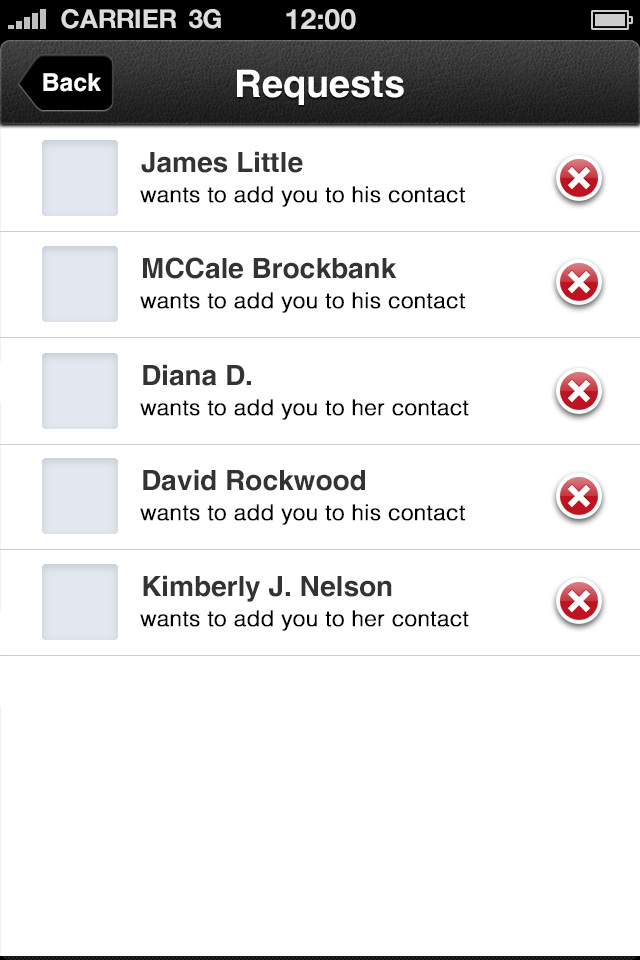 CARRIER 3G 12:00
Back Requests
James Little
wants to add you to his contact
MCCale Brockbank
wants to add you to his contact
Diana D.
wants to add you to her contact
David Rockwood
wants to add you to his contact
Kimberly J. Nelson
wants to add you to her contact